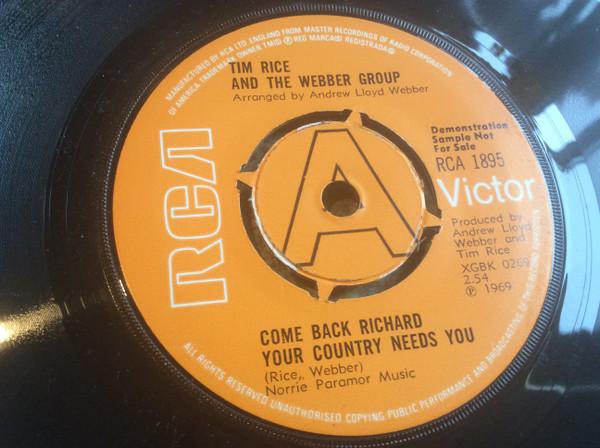 MANUFACTURED BY RCA LTD, ENGLAND FROM MASTER RECORDINGS OF RADIO CORPORATION
OF AMERICA TRADEMARK OWNER TM(S) ® REG MARCA(S) REGISTRADA(S)
TIM RICE
AND THE WEBBER GROUP
Arranged by Andrew Lloyd Webber
RCA
A
Demonstration
Sample Not
For Sale
RCA 1895
Victor
Produced by
Andrew Lloyd
Webber and
Tim Rice
XGBK 0269
2.54
℗ 1969
COME BACK RICHARD
YOUR COUNTRY NEEDS YOU
(Rice,. Webber)
Norrie Paramor Music
ALL RIGHTS RESERVED UNAUTHORISED COPYING PUBLIC PERFORMANCE AND BROADCASTING OF THIS RECORD